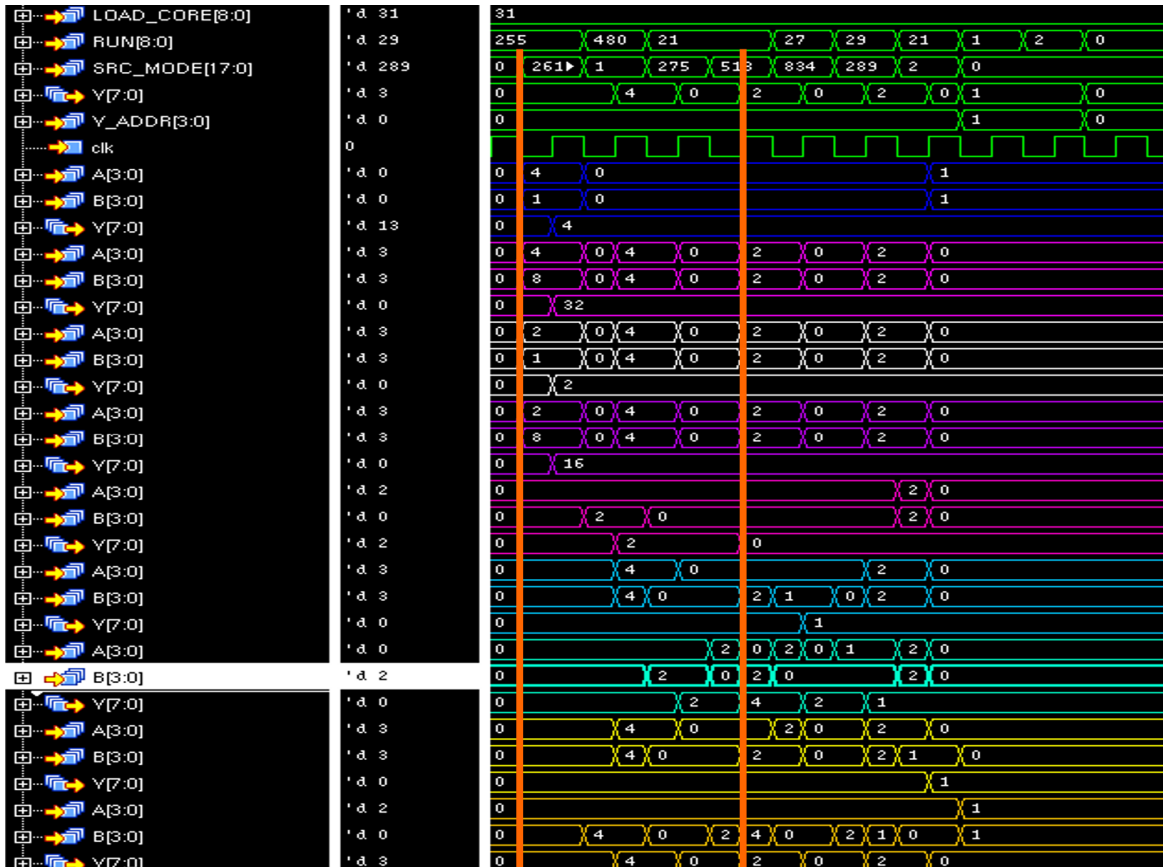 LOAD_CORE[8:0] 'd 31 31
RUN[8:0] 'd 29 255 480 21 27 29 21 1 2 0
SRC_MODE[17:0] 'd 289 0 261 1 275 513 834 289 2 0
Y[7:0] 'd 3 0 4 0 2 0 2 0 1 0
Y_ADDR[3:0] 'd 0 0 1 0
clk 0
A[3:0] 'd 0 0 4 0 1
B[3:0] 'd 0 0 1 0 1
Y[7:0] 'd 13 0 4
A[3:0] 'd 3 0 4 0 4 0 2 0 2 0
B[3:0] 'd 3 0 8 0 4 0 2 0 2 0
Y[7:0] 'd 0 0 32
A[3:0] 'd 3 0 2 0 4 0 2 0 2 0
B[3:0] 'd 3 0 1 0 4 0 2 0 2 0
Y[7:0] 'd 0 0 2
A[3:0] 'd 3 0 2 0 4 0 2 0 2 0
B[3:0] 'd 3 0 8 0 4 0 2 0 2 0
Y[7:0] 'd 0 0 16
A[3:0] 'd 2 0 2 0
B[3:0] 'd 0 0 2 0 2 0
Y[7:0] 'd 2 0 2 0
A[3:0] 'd 3 0 4 0 2 0
B[3:0] 'd 3 0 4 0 2 1 0 2 0
Y[7:0] 'd 0 0 1
A[3:0] 'd 0 0 2 0 2 0 1 2 0
B[3:0] 'd 2 0 2 0 2 0 2 0
Y[7:0] 'd 0 0 2 4 2 1
A[3:0] 'd 3 0 4 0 2 0 2 0
B[3:0] 'd 3 0 4 0 2 0 2 1 0
Y[7:0] 'd 0 0 1
A[3:0] 'd 2 0 1
B[3:0] 'd 0 0 4 0 2 4 0 2 1 0 1
Y[7:0] 'd 3 0 4 0 2 0 2 0